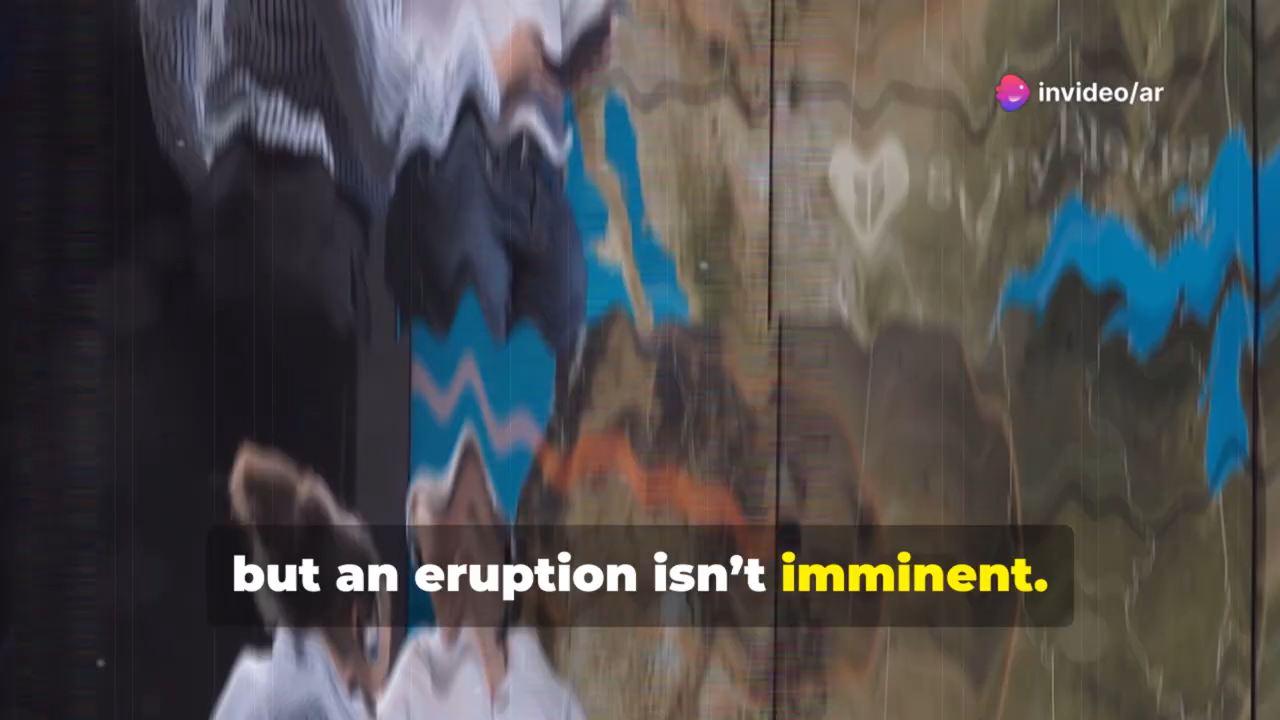 invideo/ar
but an eruption isn’t imminent.